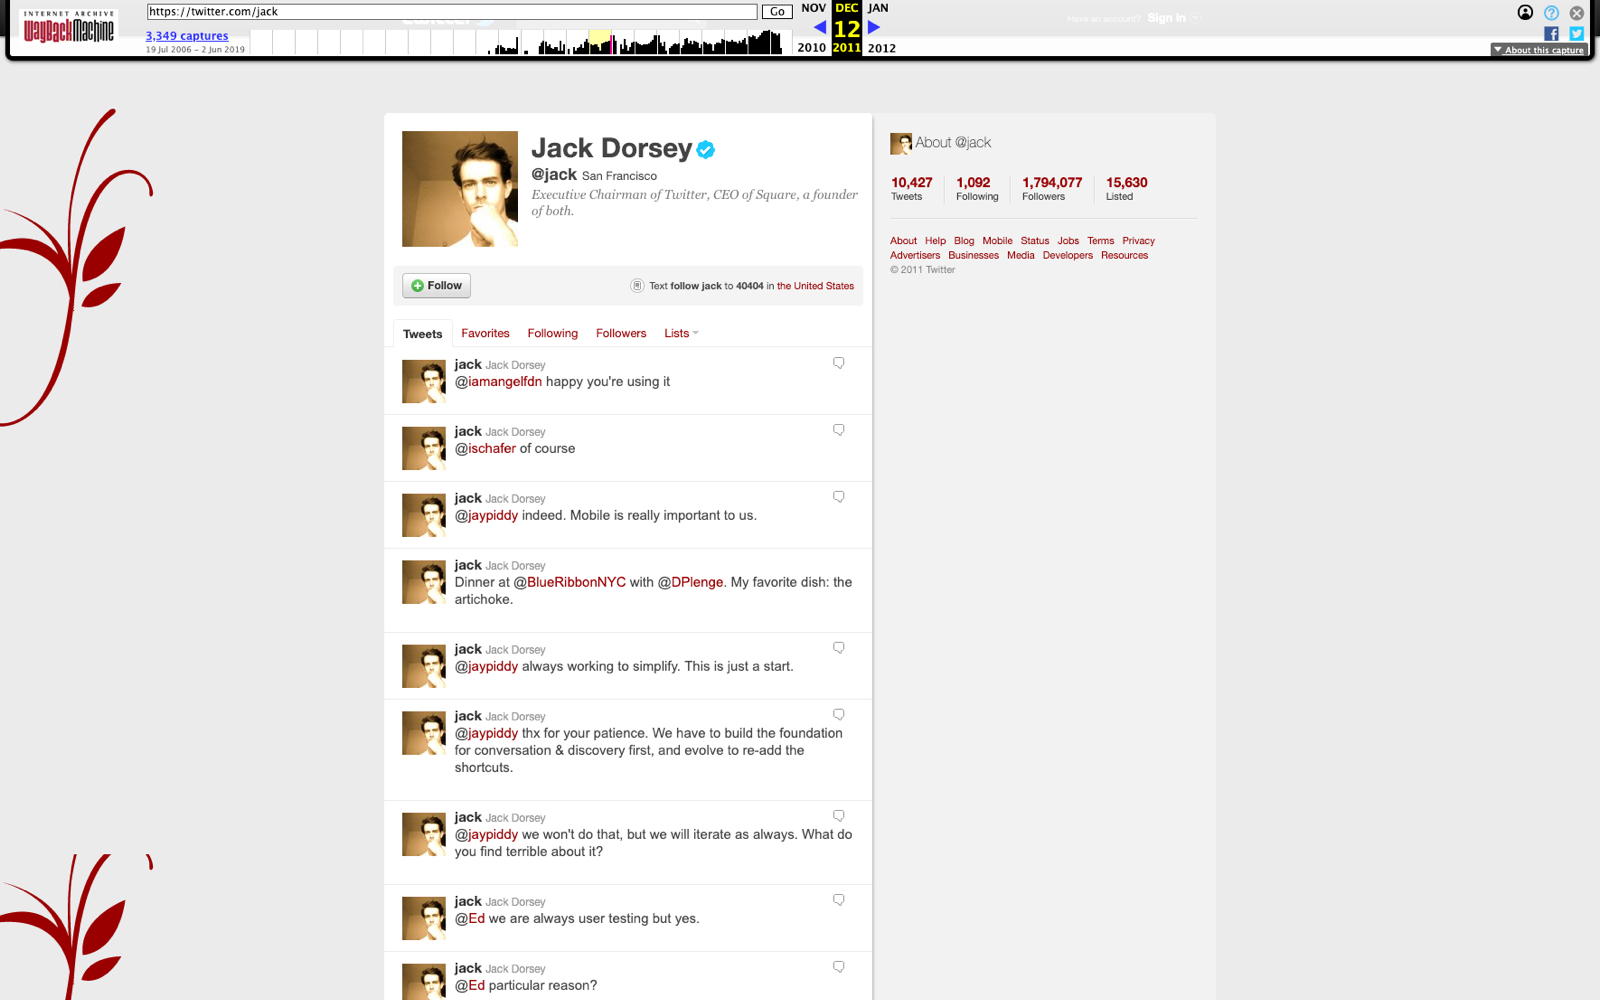 INTERNET ARCHIVE
WayBackMachine
https://twitter.com/jack
Go
3,349 captures
19 Jul 2006 – 2 Jun 2019
NOV
DEC
JAN
12
2010
2011
2012
Have an account? Sign in
About this capture
Jack Dorsey
@jack San Francisco
Executive Chairman of Twitter, CEO of Square, a founder
of both.
Follow
Text follow jack to 40404 in the United States
Tweets Favorites Following Followers Lists
jack Jack Dorsey
@iamangelfdn happy you're using it
jack Jack Dorsey
@ischafer of course
jack Jack Dorsey
@jaypiddy indeed. Mobile is really important to us.
jack Jack Dorsey
Dinner at @BlueRibbonNYC with @DPlenge. My favorite dish: the
artichoke.
jack Jack Dorsey
@jaypiddy always working to simplify. This is just a start.
jack Jack Dorsey
@jaypiddy thx for your patience. We have to build the foundation
for conversation & discovery first, and evolve to re-add the
shortcuts.
jack Jack Dorsey
@jaypiddy we won't do that, but we will iterate as always. What do
you find terrible about it?
jack Jack Dorsey
@Ed we are always user testing but yes.
jack Jack Dorsey
@Ed particular reason?
About @jack
10,427 1,092 1,794,077 15,630
Tweets Following Followers Listed
About Help Blog Mobile Status Jobs Terms Privacy
Advertisers Businesses Media Developers Resources
© 2011 Twitter